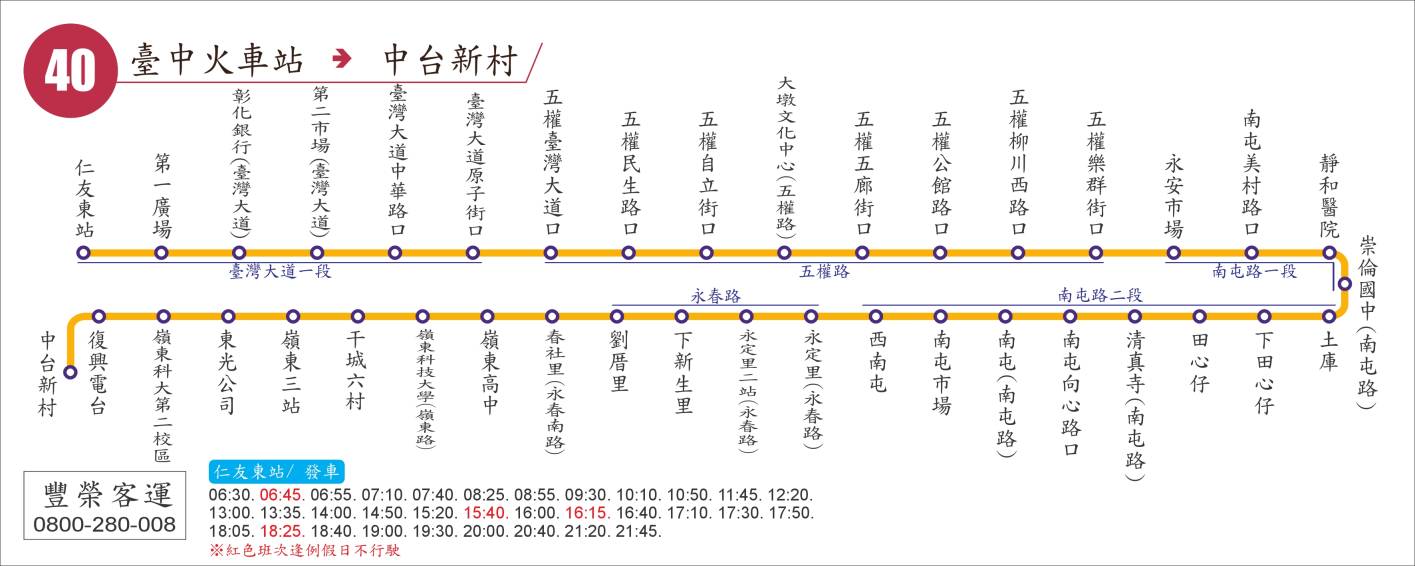 40
臺中火車站 → 中台新村
仁友東站
第一廣場
彰化銀行(臺灣大道)
第二市場(臺灣大道)
臺灣大道中華路口
臺灣大道原子街口
五權臺灣大道口
五權民生路口
五權自立街口
大墩文化中心(五權路)
五權五廊街口
五權公館路口
五權柳川西路口
五權樂群街口
永安市場
南屯美村路口
靜和醫院
臺灣大道一段
五權路
南屯路一段
崇倫國中(南屯路)
永春路
南屯路二段
土庫
下田心仔
田心仔
清真寺(南屯路)
南屯向心路口
南屯(南屯路)
南屯市場
西南屯
永定里(永春路)
永定里二站(永春路)
下新生里
劉厝里
春社里(永春南路)
嶺東高中
嶺東科技大學(嶺東路)
干城六村
嶺東三站
東光公司
嶺東科大第二校區
復興電台
中台新村
豐榮客運
0800-280-008
仁友東站/ 發車
06:30. 06:45. 06:55. 07:10. 07:40. 08:25. 08:55. 09:30. 10:10. 10:50. 11:45. 12:20.
13:00. 13:35. 14:00. 14:50. 15:20. 15:40. 16:00. 16:15. 16:40. 17:10. 17:30. 17:50.
18:05. 18:25. 18:40. 19:00. 19:30. 20:00. 20:40. 21:20. 21:45.
※紅色班次逢例假日不行駛